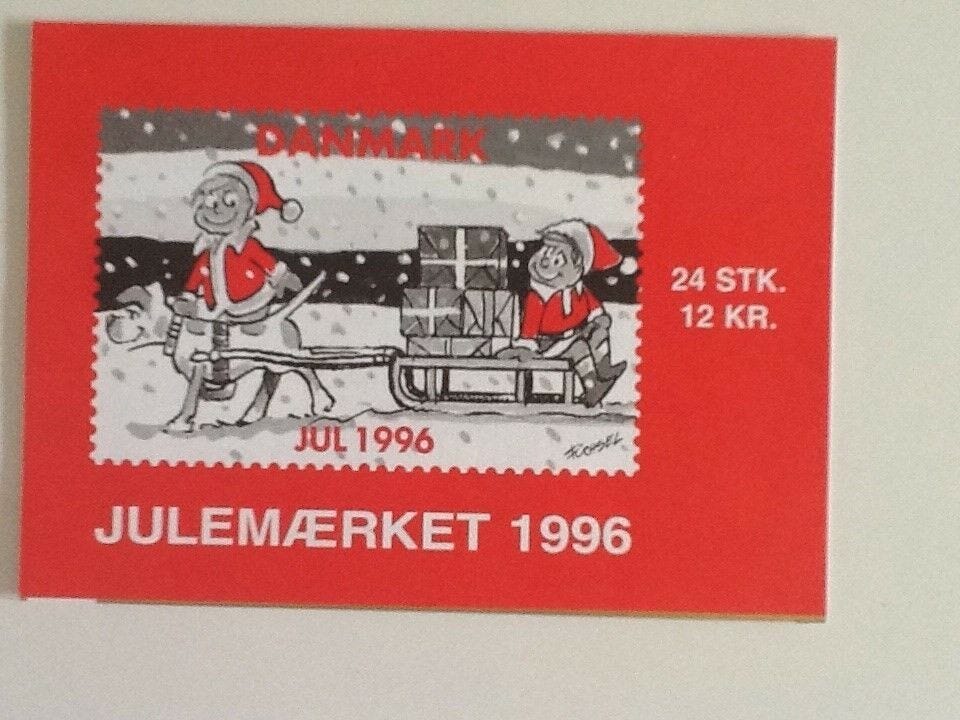 DANMARK
24 STK.
12 KR.
JUL 1996
JULEMÆRKET 1996